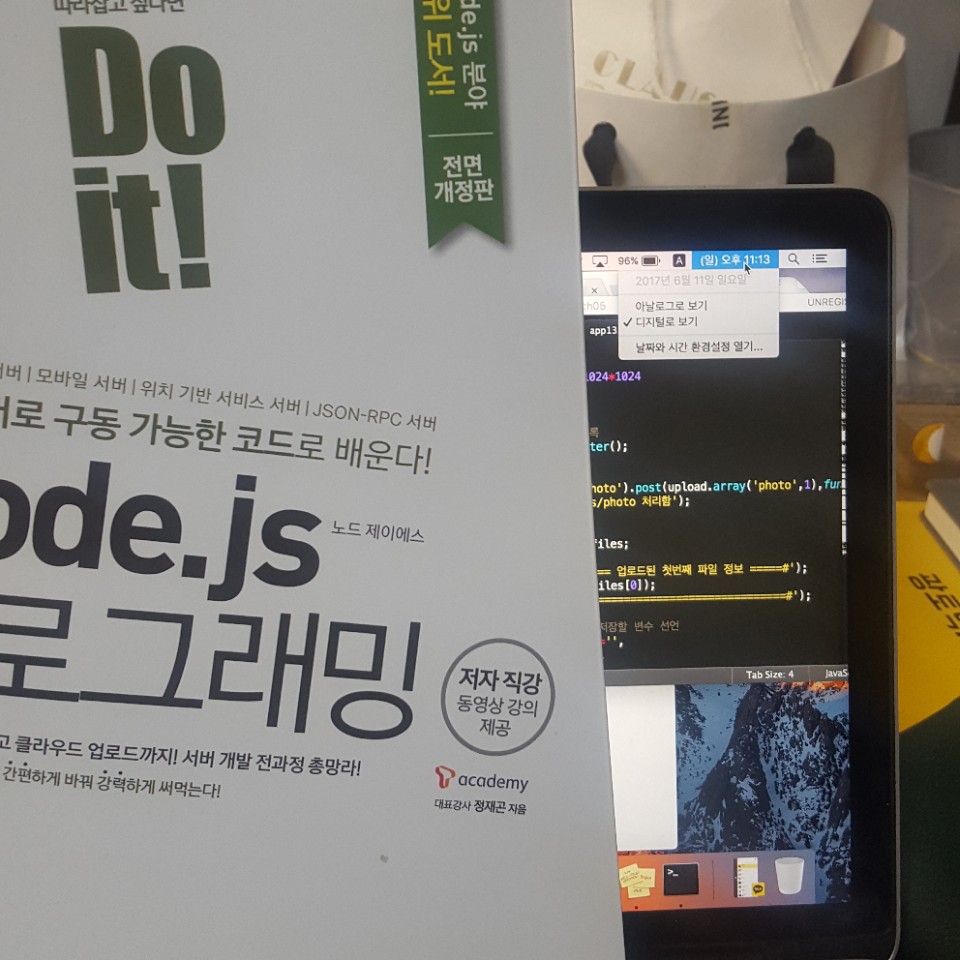 따라잡고 싶다면
Do
it!
de.js 분야
위 도서!
전면
개정판
서버 | 모바일 서버 | 위치 기반 서비스 서버 | JSON-RPC 서버
로 구동 가능한 코드로 배운다!
ode.js 노드 제이에스
로그래밍
저자 직강
동영상 강의
제공
고 클라우드 업로드까지! 서버 개발 전과정 총망라!
간편하게 바꿔 강력하게 써먹는다!
T academy
대표강사 정재곤 지음
CLAUGINI
96% A (일) 오후 11:13
2017년 6월 11일 일요일
아날로그로 보기
✓ 디지털로 보기
날짜와 시간 환경설정 열기...
ch05
UNREGIS
app13
1024*1024
록
ter();
hoto').post(upload.array('photo',1),fun
s/photo 처리함');
files;
== 업로드된 첫번째 파일 정보 =====#');
iles[0]);
=====#');
저장할 변수 선언
='',
Tab Size: 4 JavaS